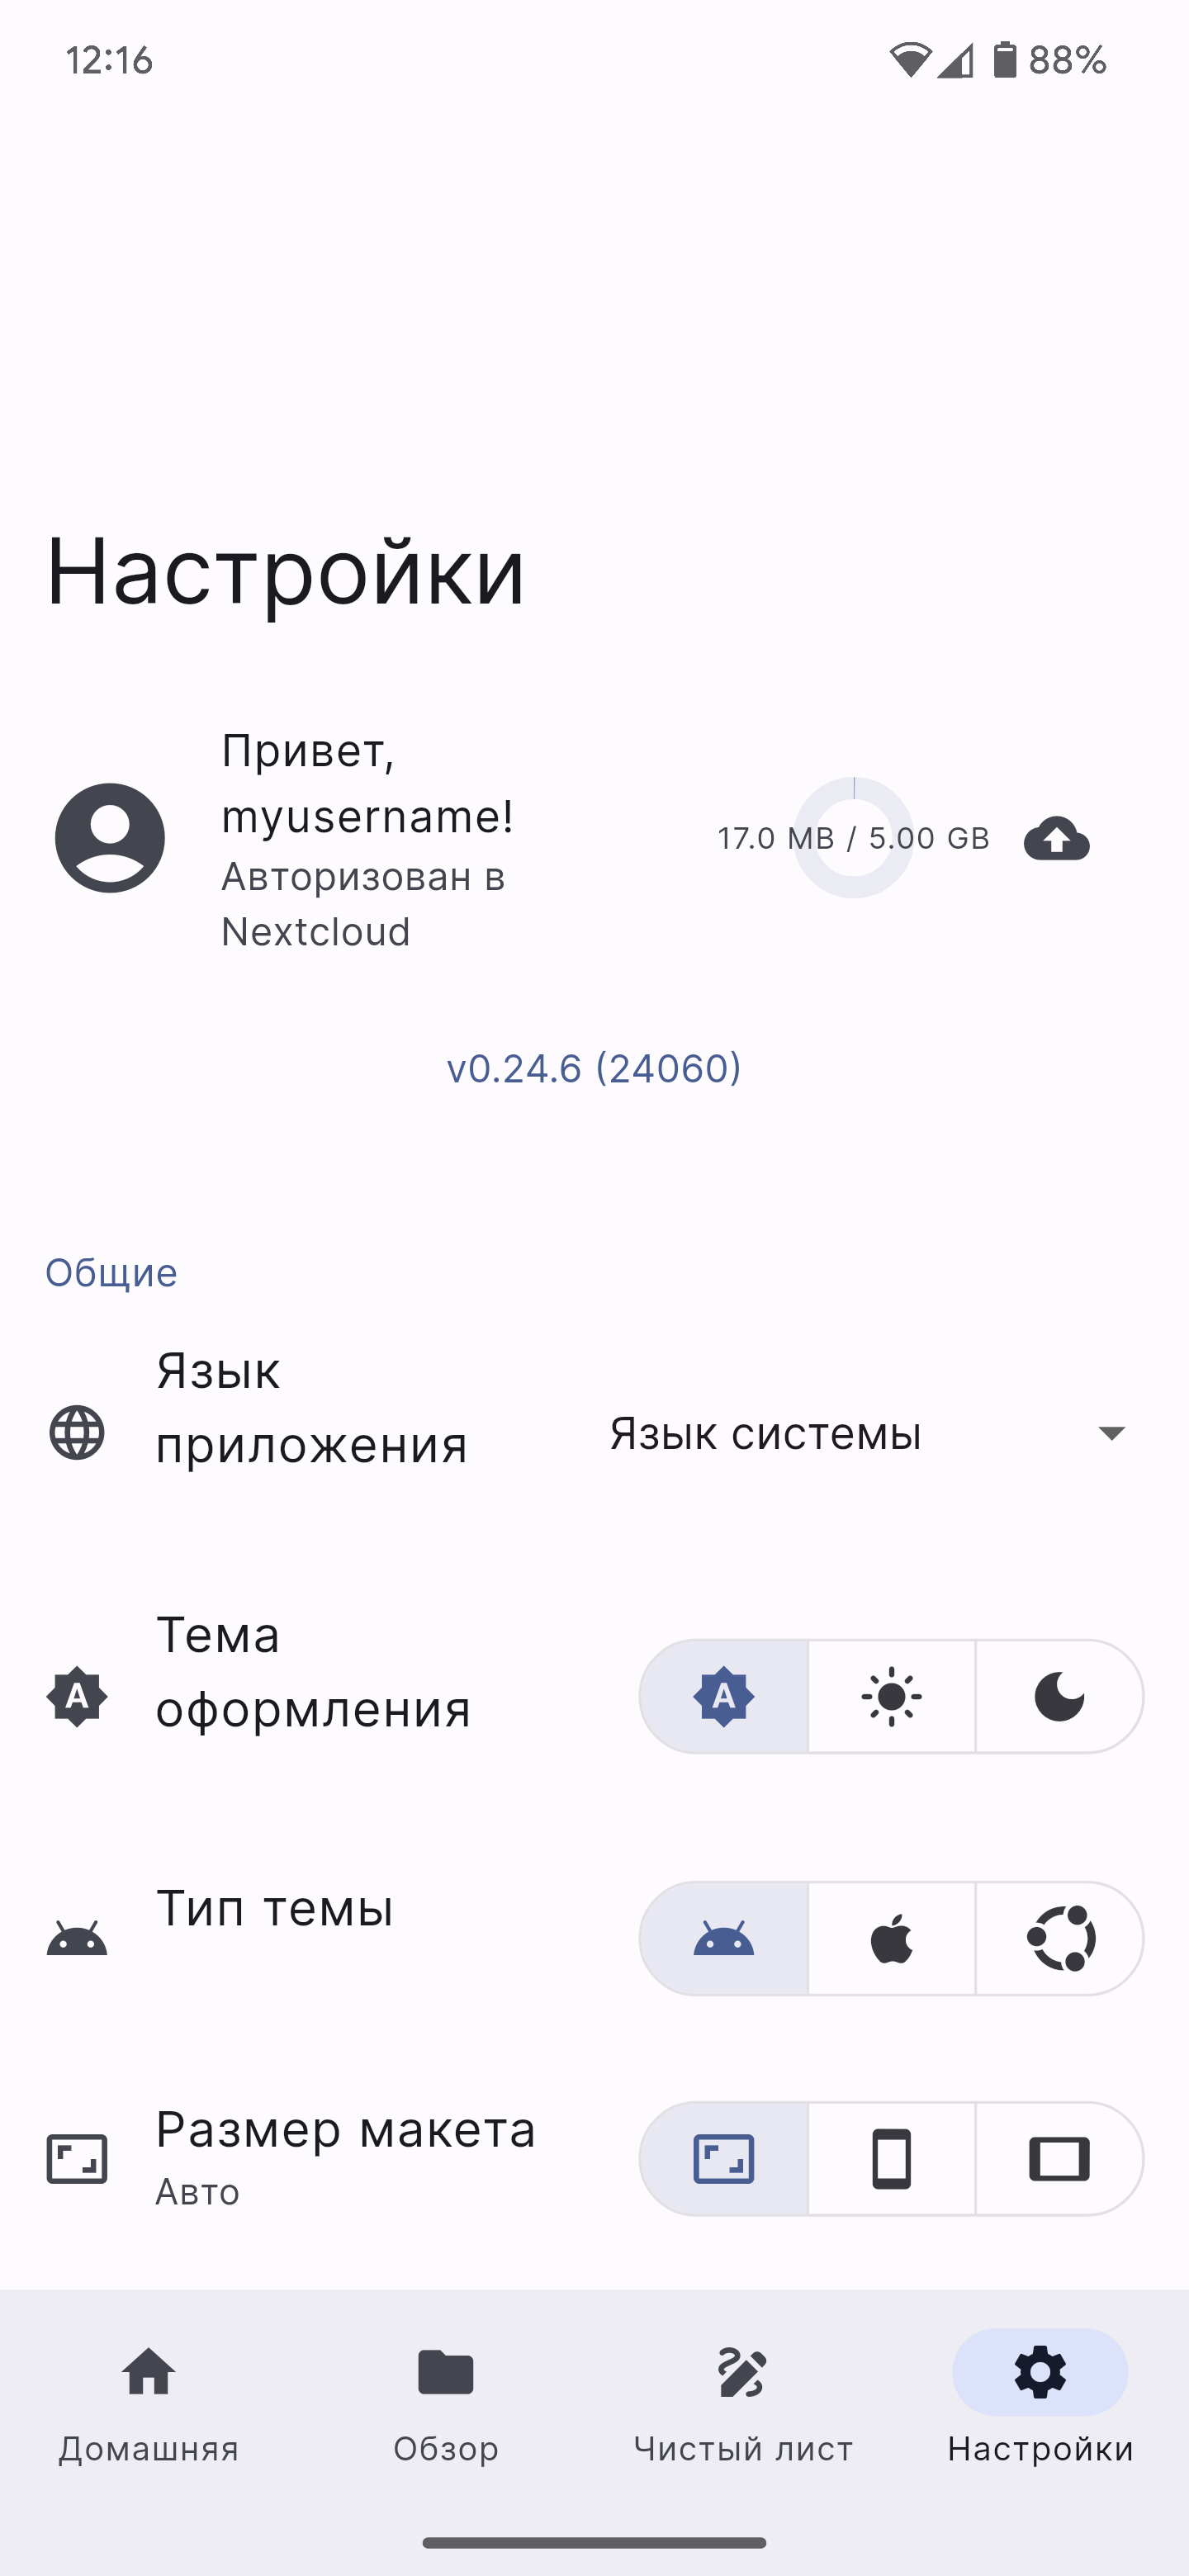 12:16
88%
Настройки
Привет,
myusername!
Авторизован в
Nextcloud
17.0 MB / 5.00 GB
v0.24.6 (24060)
Общие
Язык
приложения
Язык системы
Тема
оформления
Тип темы
Размер макета
Авто
Домашняя
Обзор
Чистый лист
Настройки